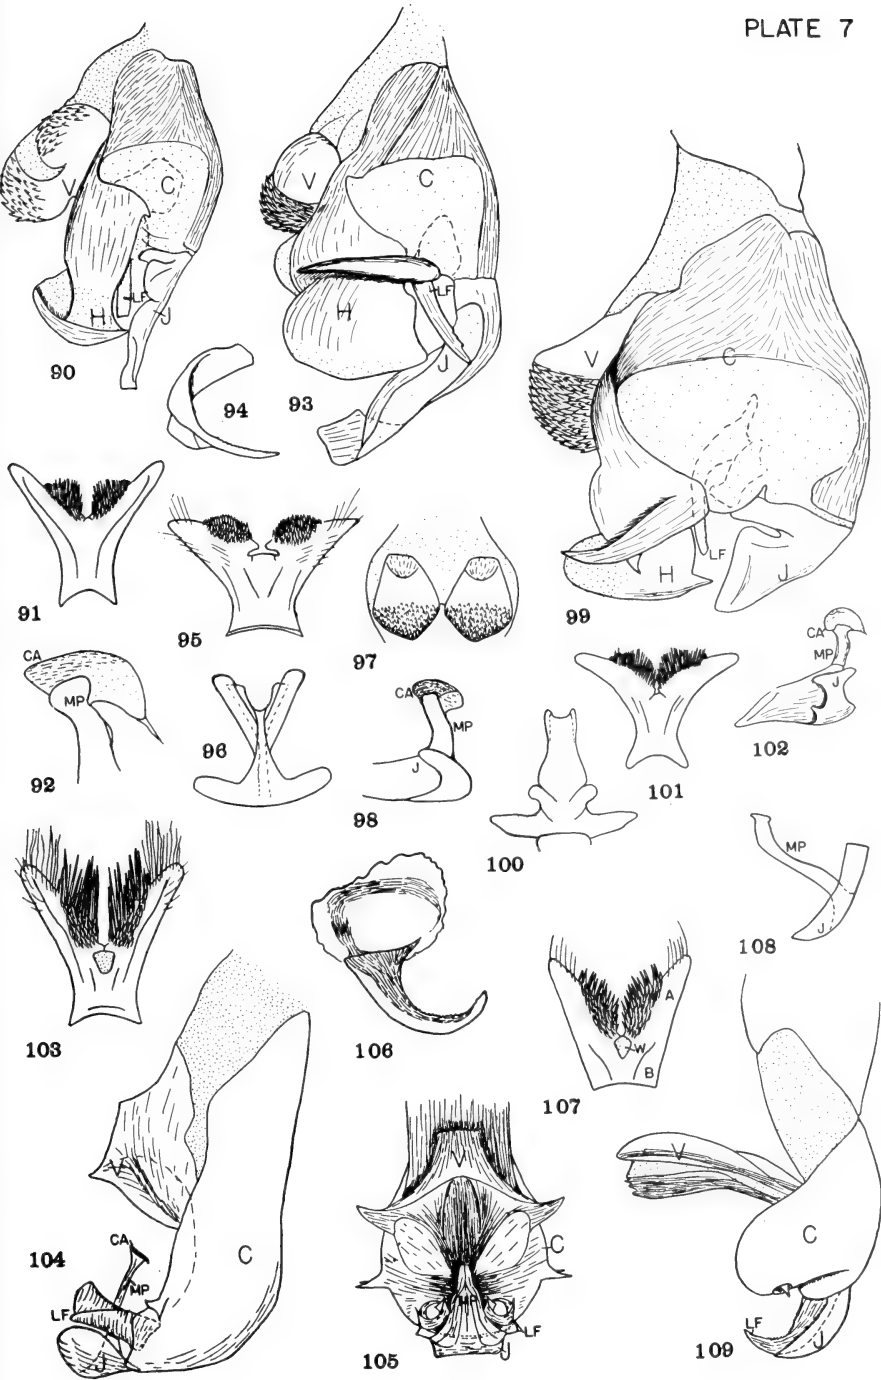 PLATE 7
V
C
LF
H
J
90
V
C
LF
H
J
93
94
V
C
LF
H
J
99
91
95
97
CA
MP
92
96
CA
MP
J
98
100
101
CA
MP
J
102
103
106
A
W
B
107
MP
J
108
V
CA
MP
LF
J
C
104
V
C
MP
LF
J
105
V
C
LF
J
109